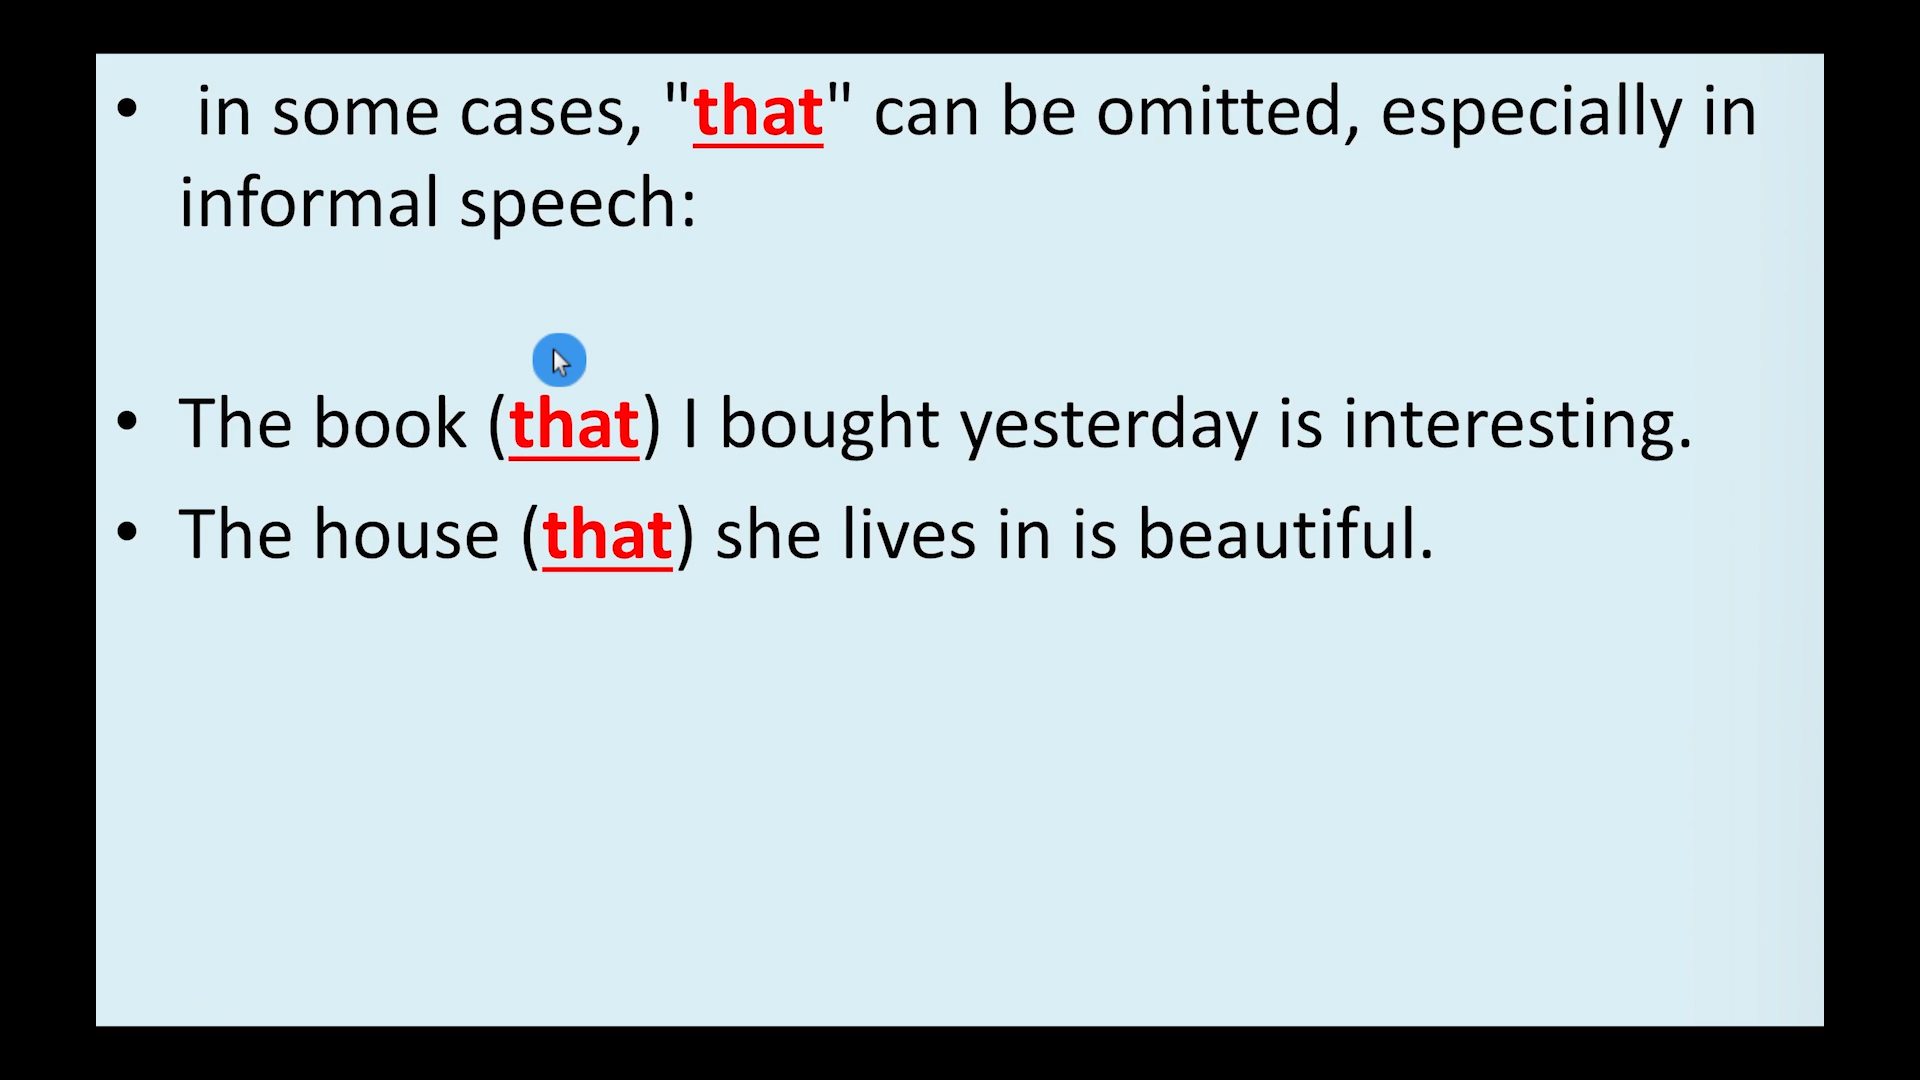 • in some cases, "that" can be omitted, especially in
informal speech:
• The book (that) I bought yesterday is interesting.
• The house (that) she lives in is beautiful.